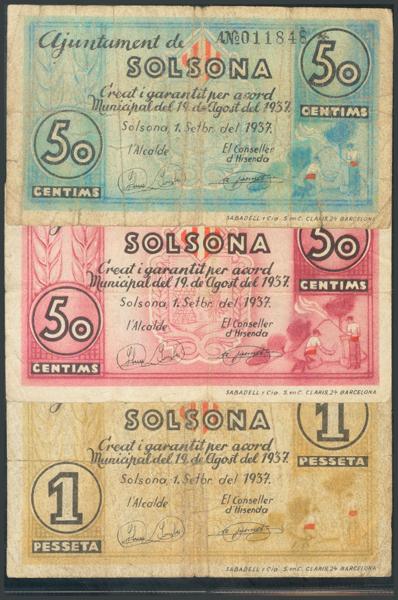 Ajuntament de ANº011848
SOLSONA
50
CENTIMS
Creat i garantit per acord
Municipal del 19. de Agost del 1937.
Solsona, 1. Setbr. del 1937.
50
CENTIMS
l'Alcalde
El Conseller d'Hisenda
SABADELL y Cia. S. en C. CLARIS, 24 BARCELONA
SOLSONA
50
CENTIMS
Creat i garantit per acord
Municipal del 19. de Agost del 1937.
Solsona, 1. Setbr. del 1937.
50
CENTIMS
l'Alcalde
El Conseller d'Hisenda
SABADELL y Cia. S. en C. CLARIS, 24 BARCELONA
SOLSONA
1
PESSETA
Creat i garantit per acord
Municipal del 19. de Agost del 1937.
Solsona, 1. Setbr. del 1937.
1
PESSETA
l'Alcalde
El Conseller d'Hisenda
SABADELL y Cia. S. en C. CLARIS, 24 BARCELONA